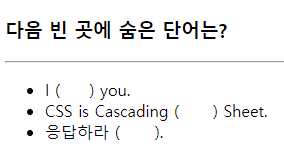 다음 빈 곳에 숨은 단어는?
• I (      ) you.
• CSS is Cascading (      ) Sheet.
• 응답하라 (      ).